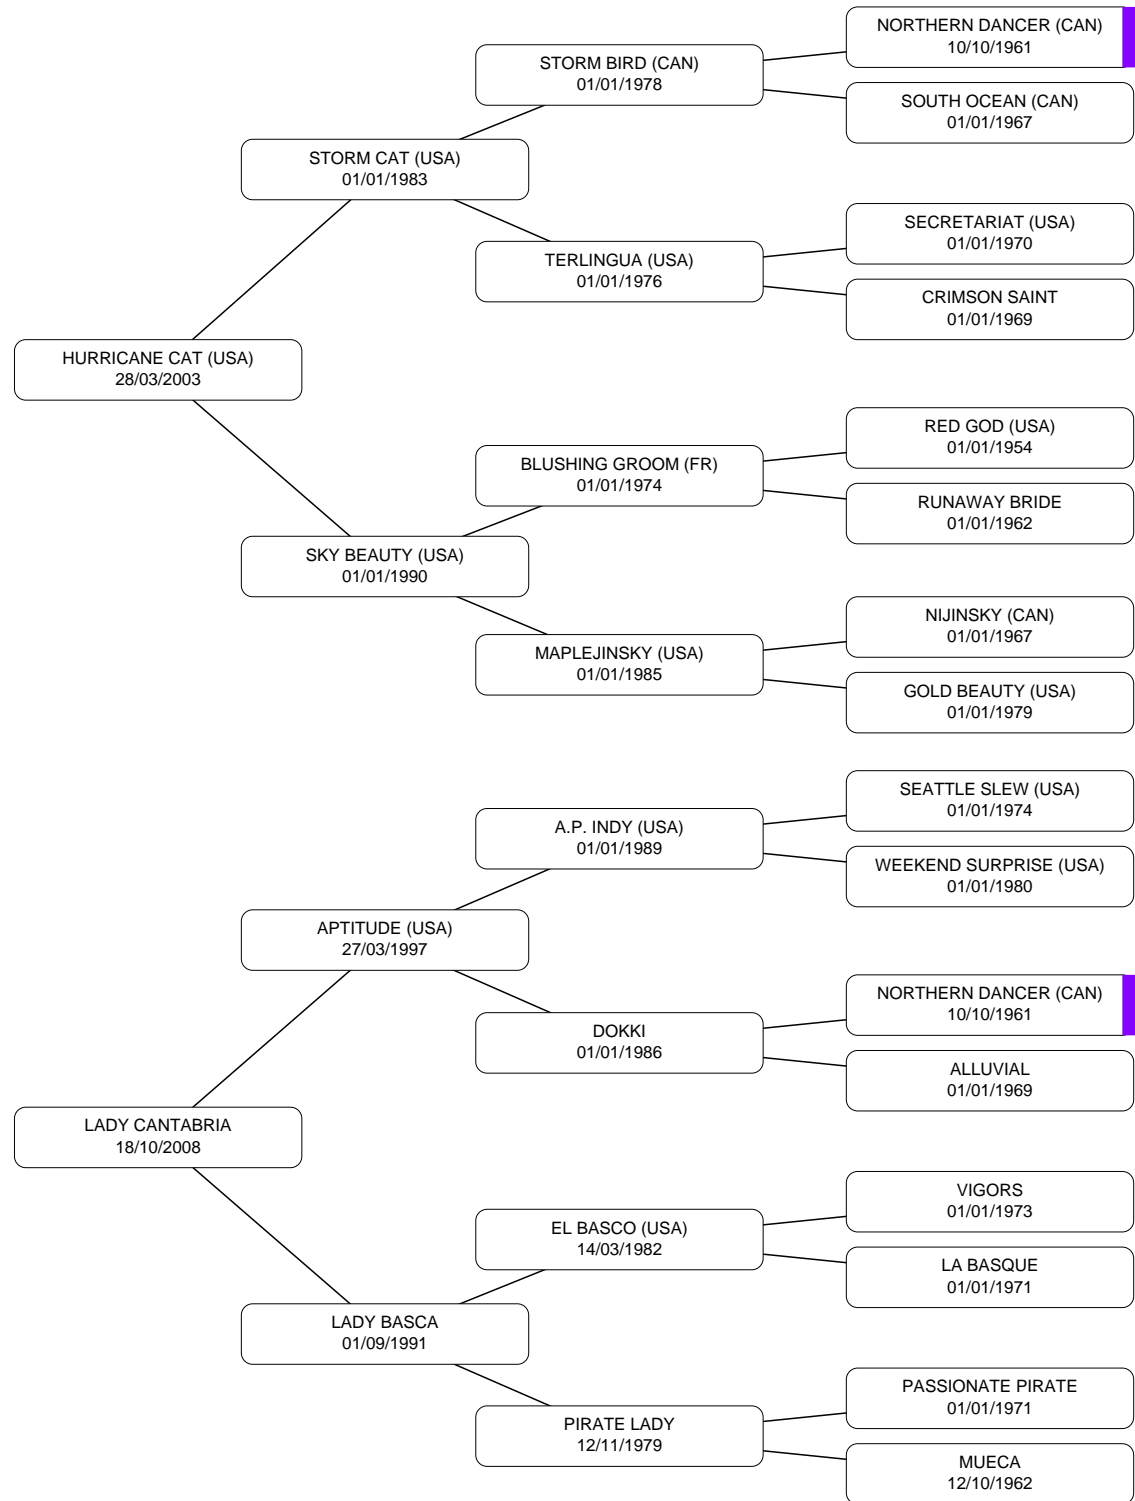 NORTHERN DANCER (CAN)
10/10/1961
STORM BIRD (CAN)
01/01/1978
SOUTH OCEAN (CAN)
01/01/1967
STORM CAT (USA)
01/01/1983
SECRETARIAT (USA)
01/01/1970
TERLINGUA (USA)
01/01/1976
CRIMSON SAINT
01/01/1969
HURRICANE CAT (USA)
28/03/2003
RED GOD (USA)
01/01/1954
BLUSHING GROOM (FR)
01/01/1974
RUNAWAY BRIDE
01/01/1962
SKY BEAUTY (USA)
01/01/1990
NIJINSKY (CAN)
01/01/1967
MAPLEJINSKY (USA)
01/01/1985
GOLD BEAUTY (USA)
01/01/1979
SEATTLE SLEW (USA)
01/01/1974
A.P. INDY (USA)
01/01/1989
WEEKEND SURPRISE (USA)
01/01/1980
APTITUDE (USA)
27/03/1997
NORTHERN DANCER (CAN)
10/10/1961
DOKKI
01/01/1986
ALLUVIAL
01/01/1969
LADY CANTABRIA
18/10/2008
VIGORS
01/01/1973
EL BASCO (USA)
14/03/1982
LA BASQUE
01/01/1971
LADY BASCA
01/09/1991
PASSIONATE PIRATE
01/01/1971
PIRATE LADY
12/11/1979
MUECA
12/10/1962